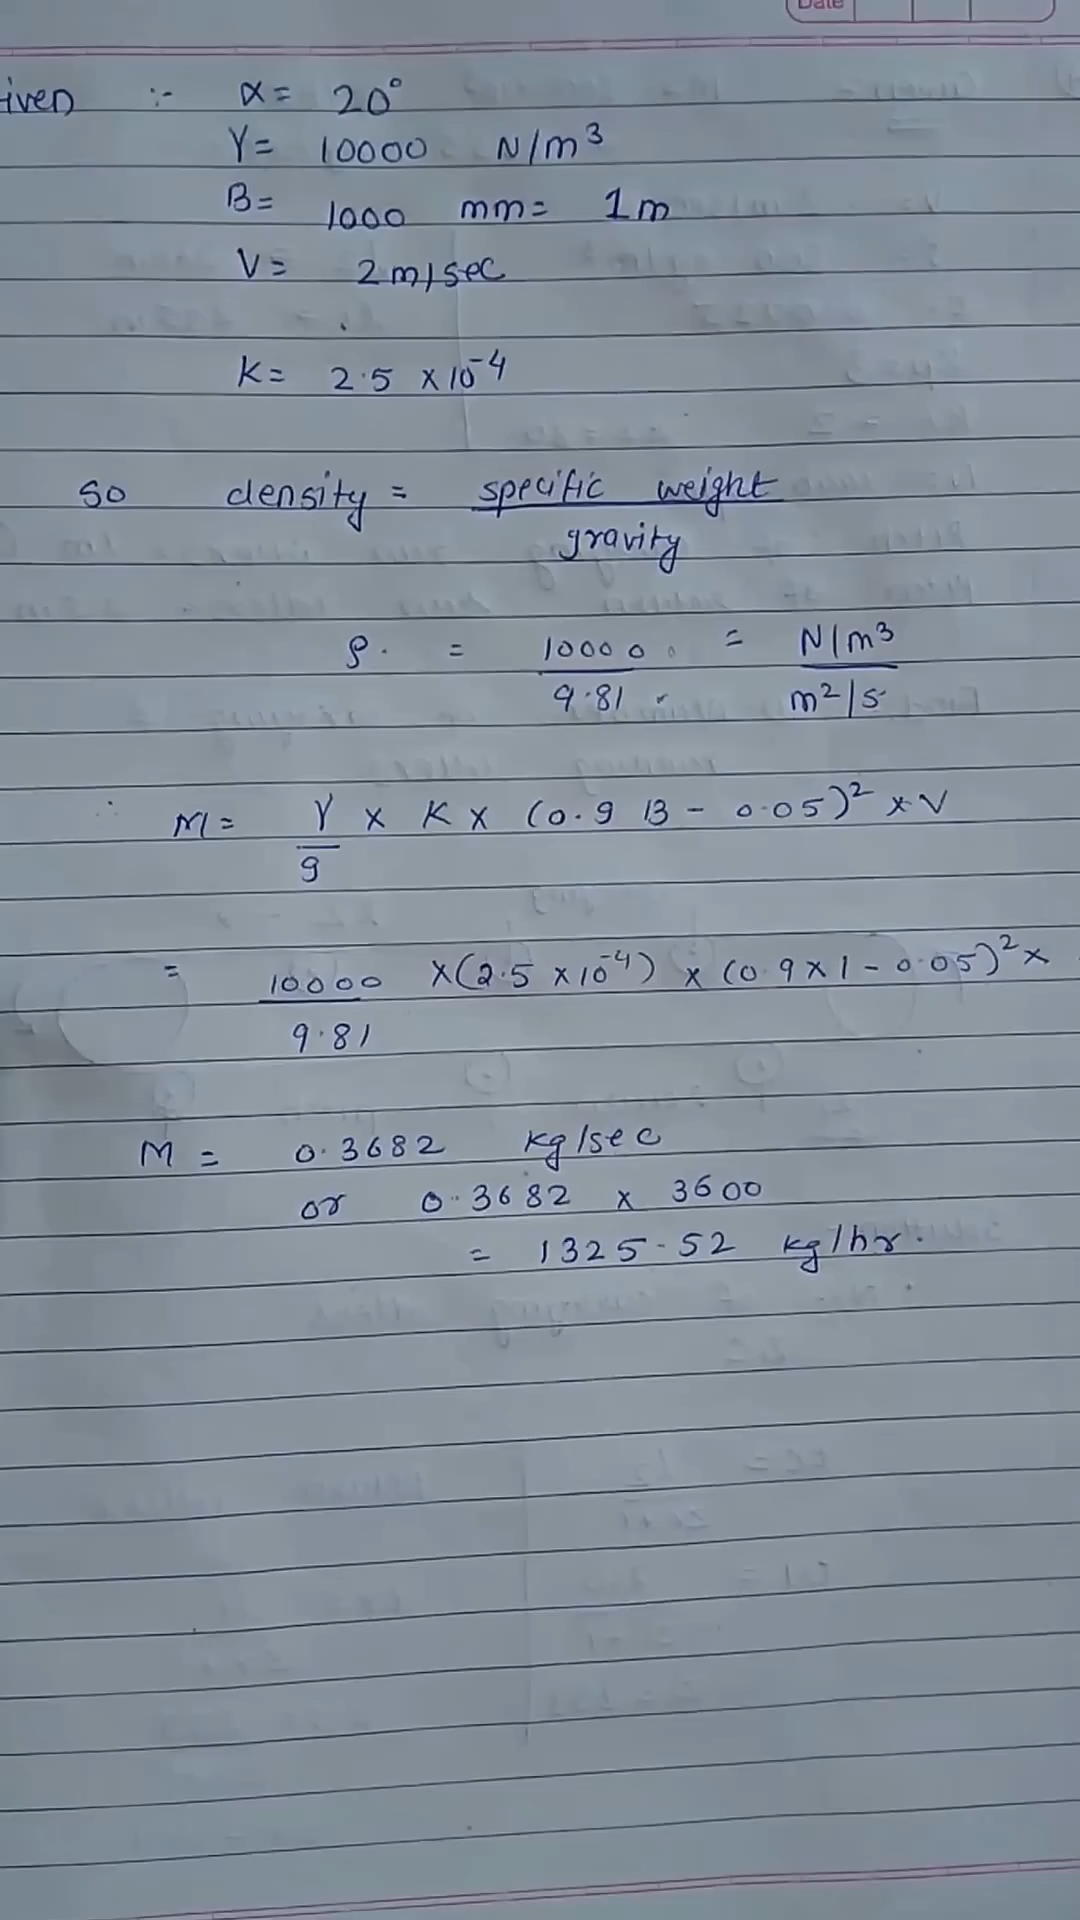 Date
iven :- α = 20°
γ = 10000 N/m³
B = 1000 mm = 1m
V = 2m/sec
K = 2.5 × 10⁻⁴
so density = specific weight / gravity
ρ. = 10000 / 9.81 = N/m³ / m²/s
∴ M = γ/g × K × (0.9 B - 0.05)² × V
= 10000 / 9.81 × (2.5 × 10⁻⁴) × (0.9 × 1 - 0.05)² ×
M = 0.3682 kg/sec
or 0.3682 × 3600
= 1325.52 kg/hr.